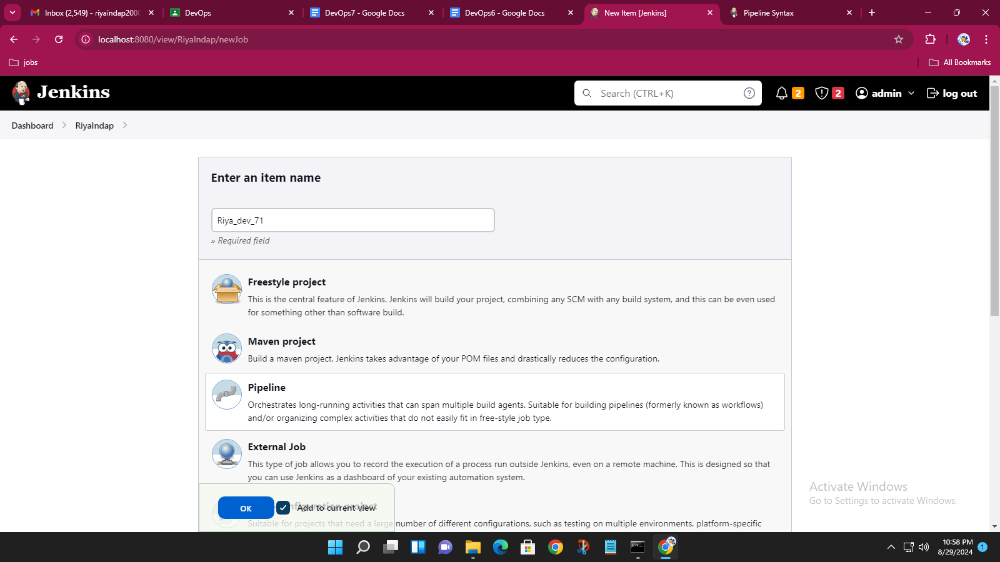 Inbox (2,549) - riyaindap200
DevOps
DevOps7 - Google Docs
DevOps6 - Google Docs
New Item [Jenkins]
Pipeline Syntax
localhost:8080/view/RiyaIndap/newJob
jobs
All Bookmarks
Jenkins
Search (CTRL+K)
2
2
admin
log out
Dashboard
RiyaIndap
Enter an item name
Riya_dev_71
» Required field
Freestyle project
This is the central feature of Jenkins. Jenkins will build your project, combining any SCM with any build system, and this can be even used
for something other than software build.
Maven project
Build a maven project. Jenkins takes advantage of your POM files and drastically reduces the configuration.
Pipeline
Orchestrates long-running activities that can span multiple build agents. Suitable for building pipelines (formerly known as workflows)
and/or organizing complex activities that do not easily fit in free-style job type.
External Job
This type of job allows you to record the execution of a process run outside Jenkins, even on a remote machine. This is designed so that
you can use Jenkins as a dashboard of your existing automation system.
OK
Add to current view
Suitable for projects that need a large number of different configurations, such as testing on multiple environments, platform-specific
Activate Windows
Go to Settings to activate Windows.
10:58 PM
8/29/2024
1